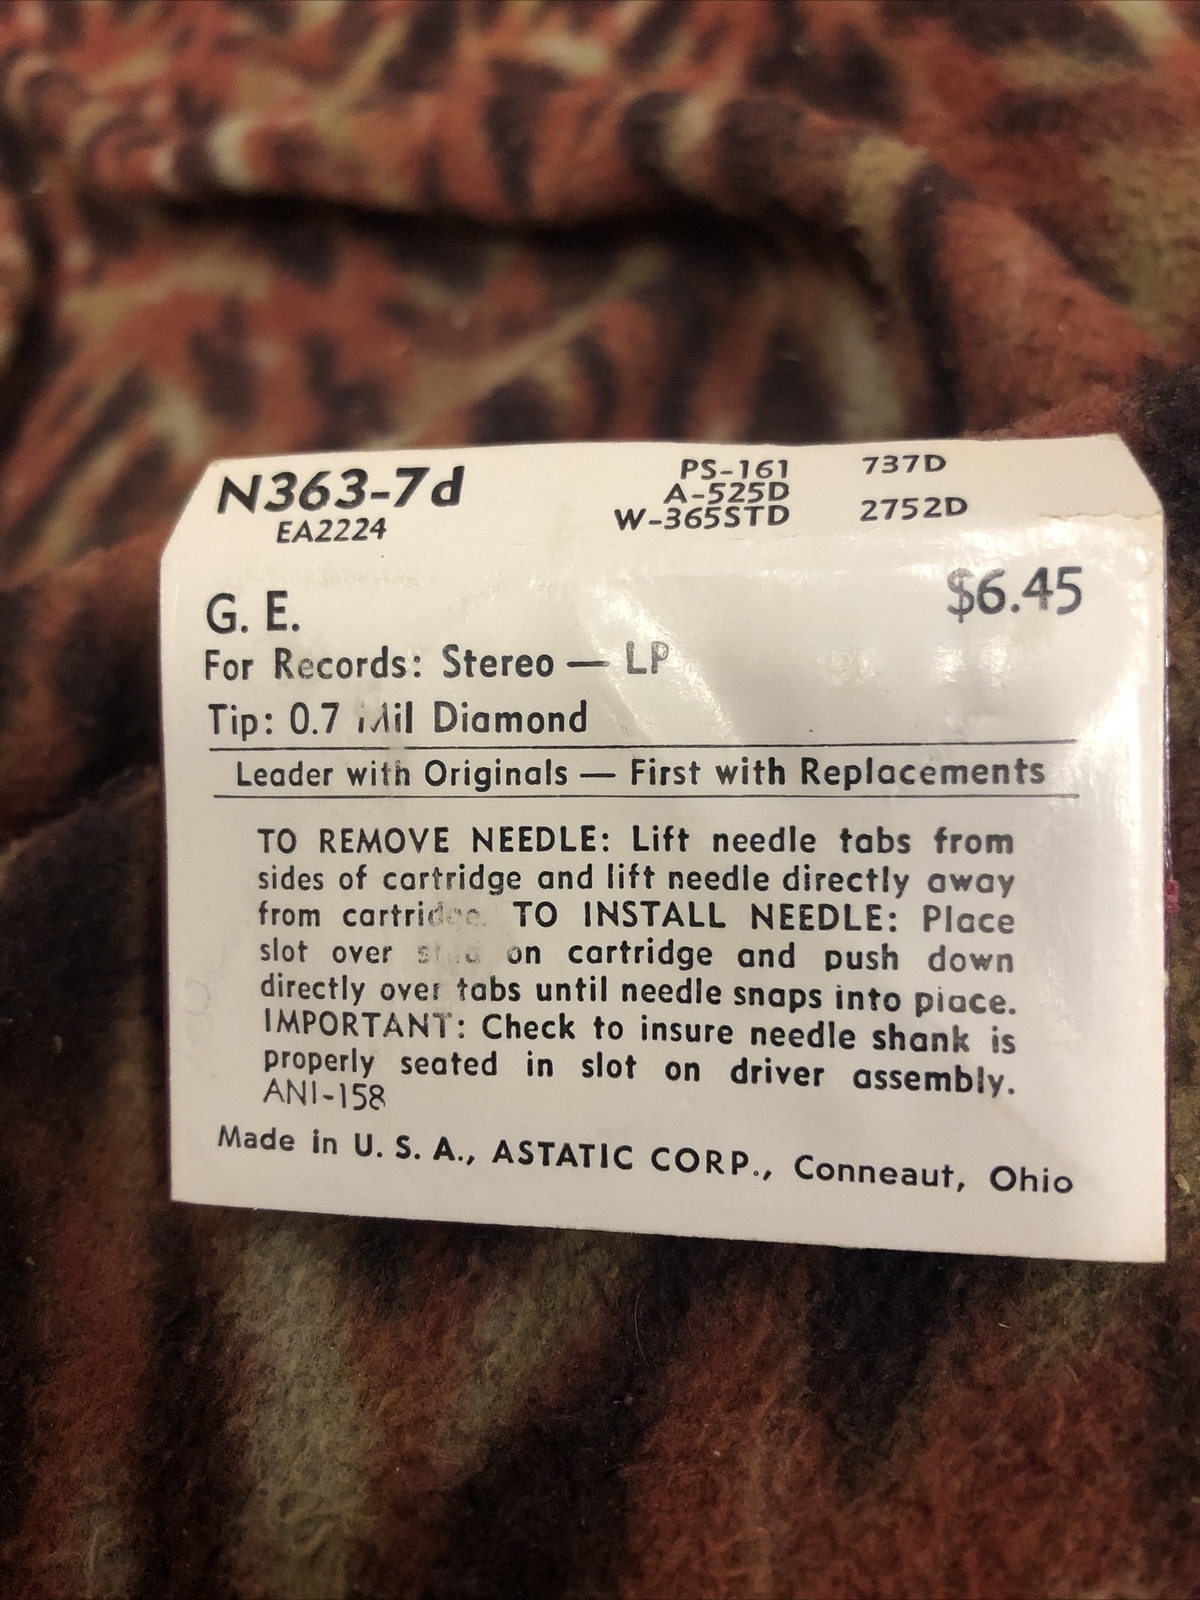 N363-7d
EA2224
PS-161
A-525D
W-365STD
737D
2752D
$6.45
G. E.
For Records: Stereo — LP
Tip: 0.7 Mil Diamond
Leader with Originals — First with Replacements
TO REMOVE NEEDLE: Lift needle tabs from
sides of cartridge and lift needle directly away
from cartridge. TO INSTALL NEEDLE: Place
slot over on cartridge and push down
directly over tabs until needle snaps into place.
IMPORTANT: Check to insure needle shank is
properly seated in slot on driver assembly.
ANI-158
Made in U. S. A., ASTATIC CORP., Conneaut, Ohio